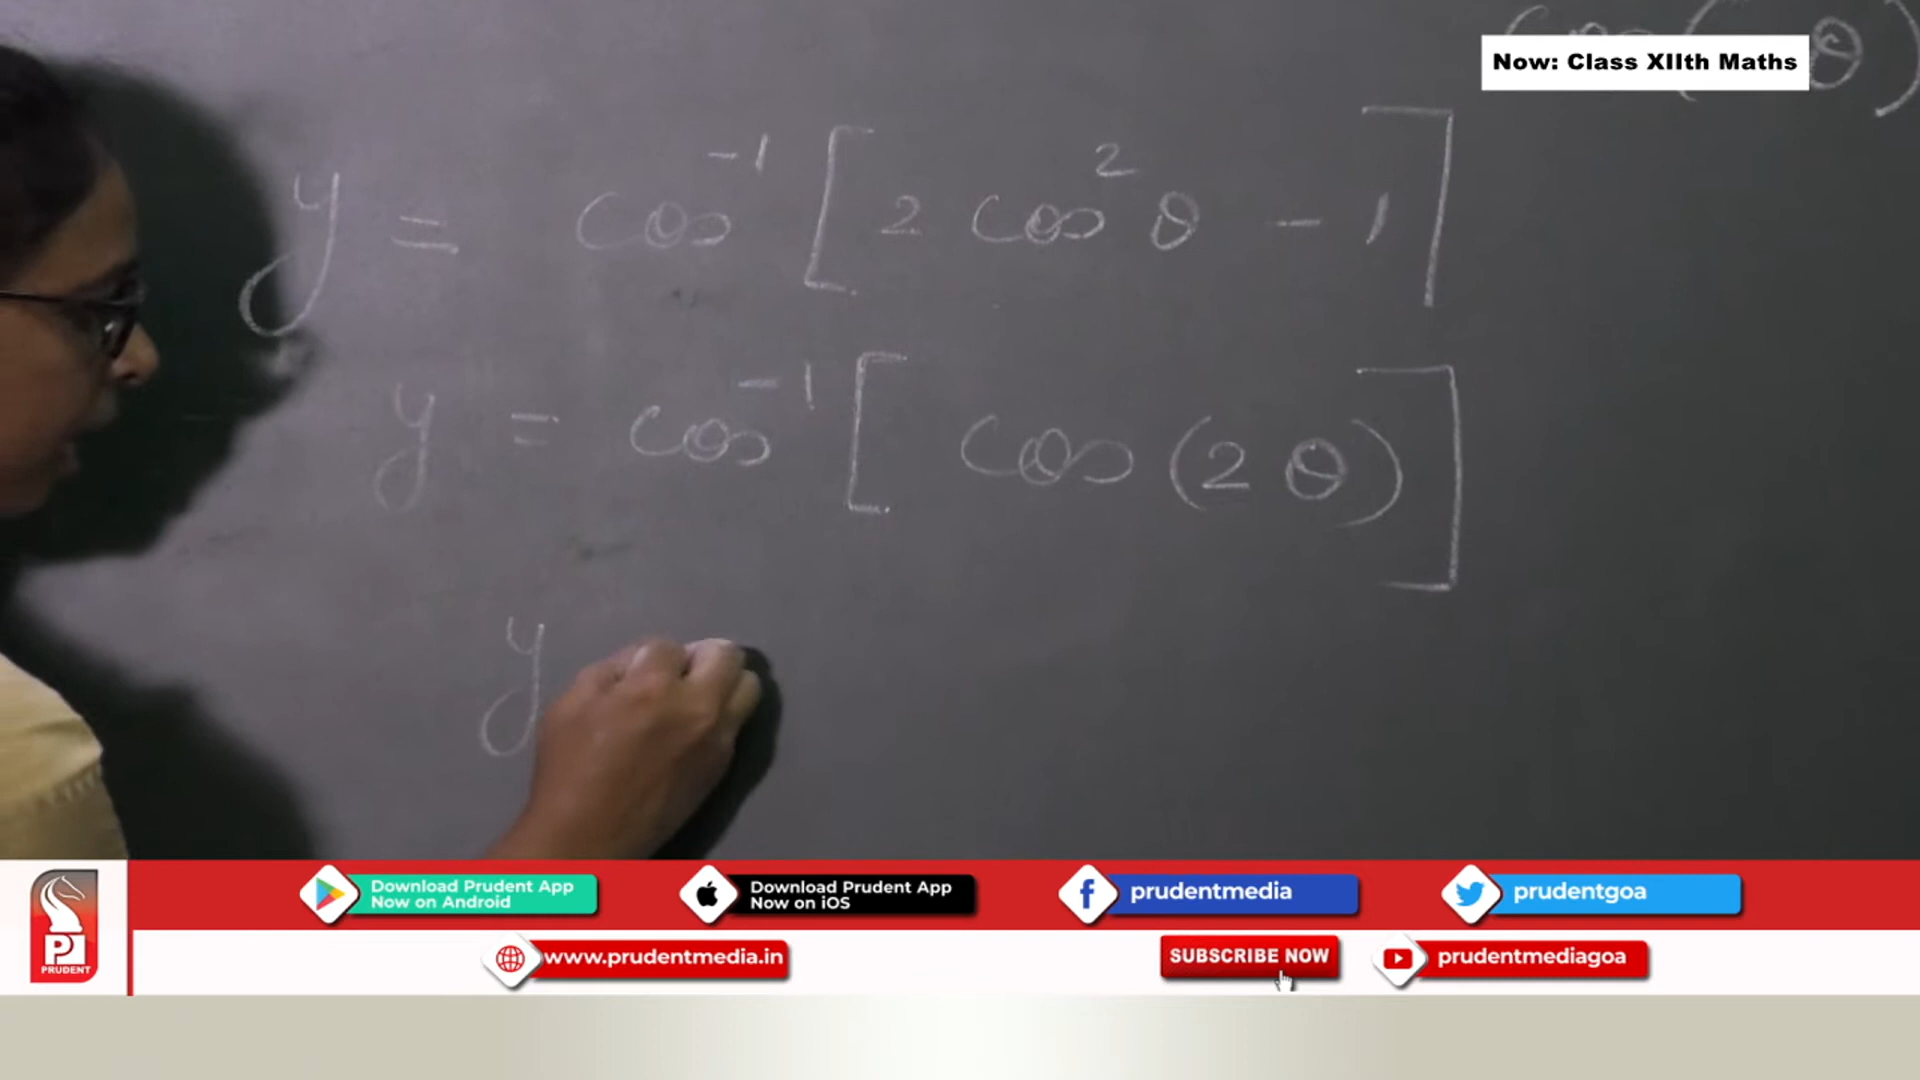 Now: Class XIIth Maths
θ)
y = cos⁻¹ [2 cos² θ - 1]
y = cos⁻¹ [cos (2 θ)]
y
Download Prudent App
Now on Android
Download Prudent App
Now on iOS
prudentmedia
prudentgoa
PRUDENT
www.prudentmedia.in
SUBSCRIBE NOW
prudentmediagoa